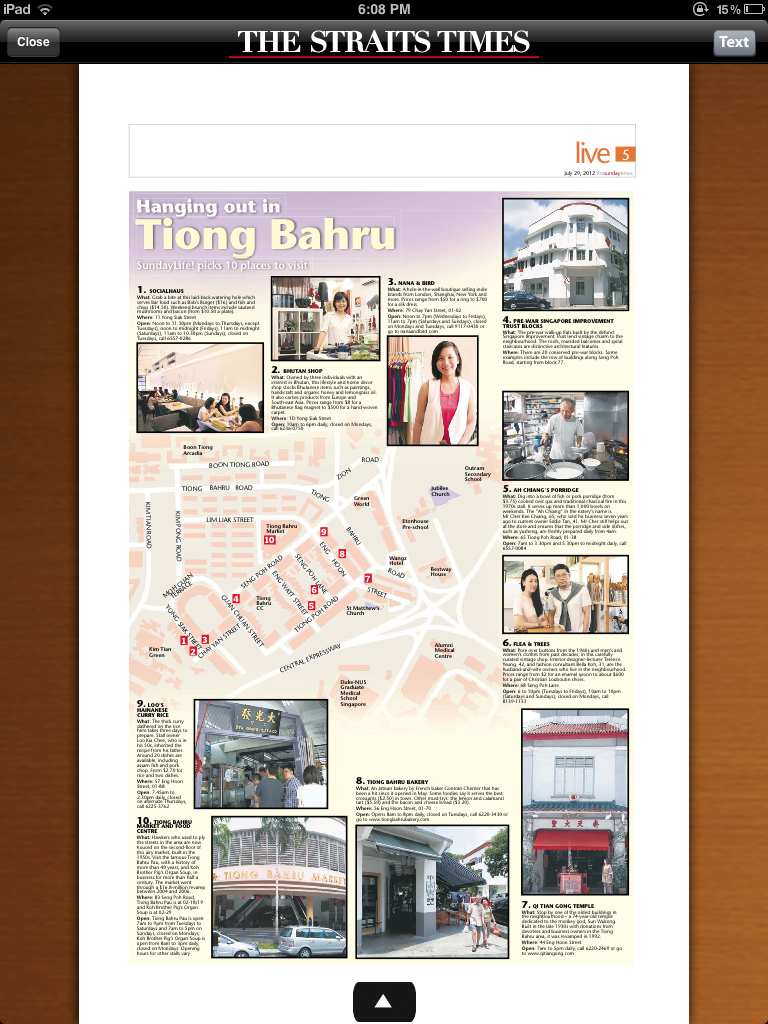 iPad
6:08 PM
15%
Close
THE STRAITS TIMES
Text
live 5
July 29, 2012 thesundaytimes
Hanging out in
Tiong Bahru
SundayLife! picks 10 places to visit
1. SOCIALHAUS
What: Grab a bite at this laid-back watering hole which
serves bar food such as Bob's Burger ($16) and fish and
chips ($14.50). Weekend brunch items include sauteed
mushrooms and bacon (from $10.50 a plate).
Where: 11 Yong Siak Street
Open: Noon to 11.30pm (Mondays to Thursdays, except
Tuesdays), noon to midnight (Fridays), 11am to midnight
(Saturdays), 11am to 10.30pm (Sundays), closed on
Tuesdays, call 6557-0286
2. BHUTAN SHOP
What: Owned by three individuals with an
interest in Bhutan, this lifestyle and home decor
shop stocks Bhutanese items such as paintings,
handicraft and organic honey and lemongrass oil.
It also carries products from Europe and
South-east Asia. Prices range from $8 for a
Bhutanese flag magnet to $500 for a hand-woven
carpet.
Where: 1D Yong Siak Street
Open: 10am to 6pm daily, closed on Mondays,
call 6236-0750
3. NANA & BIRD
What: A hole-in-the-wall boutique selling indie
brands from London, Shanghai, New York and
more. Prices range from $50 for a ring to $700
for a silk dress.
Where: 79 Chay Yan Street, 01-02
Open: Noon to 7pm (Wednesdays to Fridays),
11am to 7pm (Saturdays and Sundays), closed
on Mondays and Tuesdays, call 9117-0430 or
go to nanaandbird.com
4. PRE-WAR SINGAPORE IMPROVEMENT
TRUST BLOCKS
What: The pre-war walk-up flats built by the defunct
Singapore Improvement Trust lend vintage charm to the
neighbourhood. The roofs, rounded balconies and spiral
staircases are distinctive architectural features.
Where: There are 20 conserved pre-war blocks. Some
examples include the row of buildings along Seng Poh
Road, starting from block 77.
5. AH CHIANG'S PORRIDGE
What: Dig into a bowl of fish or pork porridge (from
$3.75) cooked over gas and traditional charcoal fire in this
1970s stall. It serves up more than 1,000 bowls on
weekends. The "Ah Chiang" in the eatery's name is
Mr Cher Kee Chiang, 65, who sold his business seven years
ago to current owner Eddie Tan, 41. Mr Cher still helps out
at the store and ensures that the porridge and side dishes,
such as yusheng, are freshly prepared daily from 4am.
Where: 65 Tiong Poh Road, 01-38
Open: 7am to 3.30pm and 5.30pm to midnight daily, call
6557-0084
6. FLEA & TREES
What: Pore over buttons from the 1960s and men's and
women's clothes from past decades, in this carefully
curated vintage shop. Interior designer-lecturer Terence
Yeung, 42, and fashion consultant Bella Koh, 31, are the
husband-and-wife owners who live in the neighbourhood.
Prices range from $2 for an enamel spoon to about $600
for a pair of Christian Louboutin shoes.
Where: 68 Seng Poh Lane
Open: 6 to 10pm (Tuesday to Fridays), 10am to 10pm
(Saturdays and Sundays), closed on Mondays, call
8139-1133
Boon Tiong
Arcadia
BOON TIONG ROAD
TIONG BAHRU ROAD
ZION ROAD
TIONG BAHRU ROAD
Outram
Secondary
School
Jubilee
Church
Green
World
KIM TIAN ROAD
KIM PONG ROAD
LIM LIAK STREET
Tiong Bahru
Market
10
9
8
Etonhouse
Pre-school
ENG HOON STREET
Wangz
Hotel
Bestway
House
7
MOH GUAN
TERRACE
SENG POH ROAD
SENG POH LANE
ENG WATT STREET
6
5
TIONG POH ROAD
4
GUAN CHUAN STREET
Tiong
Bahru
CC
St Matthew's
Church
YONG SIAK STREET
1
2
3
CHAY YAN STREET
Kim Tian
Green
CENTRAL EXPRESSWAY
Alumni
Medical
Centre
Duke-NUS
Graduate
Medical
School
Singapore
9. LOO'S
HAINANESE
CURRY RICE
What: The thick curry
slathered on the rice
here takes three days to
prepare. Stall owner
Loo Kia Chee, who is in
his 50s, inherited the
recipe from his father.
Around 20 dishes are
available, including
assam fish and pork
chop. From $2.70 for
rice and two dishes.
Where: 57 Eng Hoon
Street, 01-88
Open: 7.45am to
2.30pm daily, closed
on alternate Thursdays,
call 6225-3762
發光大
8. TIONG BAHRU BAKERY
What: An artisan bakery by French baker Gontran Cherrier that has
been a hit since it opened in May. Some foodies say it serves the best
croissants ($2.50) in town. Other must-trys: the lemon and calamansi
tart ($5.50) and the bacon and cheese bread ($3.20).
Where: 56 Eng Hoon Street, 01-70
Open: Opens 8am to 8pm daily, closed on Tuesdays, call 6220-3430 or
go to www.tiongbahrubakery.com
10. TIONG BAHRU
MARKET AND FOOD
CENTRE
What: Hawkers who used to ply
the streets in the area are now
housed on the second-floor of
this airy market, built in the
1950s. Visit the famous Tiong
Bahru Pau, with a history of
more than 40 years, and Koh
Brother Pig's Organ Soup, in
business for more than half a
century. The market went
through a $16.8-million revamp
between 2004 and 2006.
Where: 83 Seng Poh Road,
Tiong Bahru Pau is at 02-18/19
and Koh Brother Pig's Organ
Soup is at 02-29
Open: Tiong Bahru Pau is open
7am to 9pm from Tuesdays to
Saturdays and 7am to 5pm on
Sundays, closed on Mondays.
Koh Brother Pig's Organ Soup is
open from 8am to 3pm daily,
closed on Mondays. Opening
hours for other stalls vary
TIONG BAHRU MARKET
齊天大聖
7. QI TIAN GONG TEMPLE
What: Stop by one of the oldest buildings in
the neighbourhood – a 74-year-old temple
dedicated to the monkey god, Sun Wukong.
Built in the late 1930s with donations from
devotees and business owners in the Tiong
Bahru area, it was revamped in 1992.
Where: 44 Eng Hoon Street
Open: 7am to 5pm daily, call 6220-2469 or go
to www.qitiangong.com